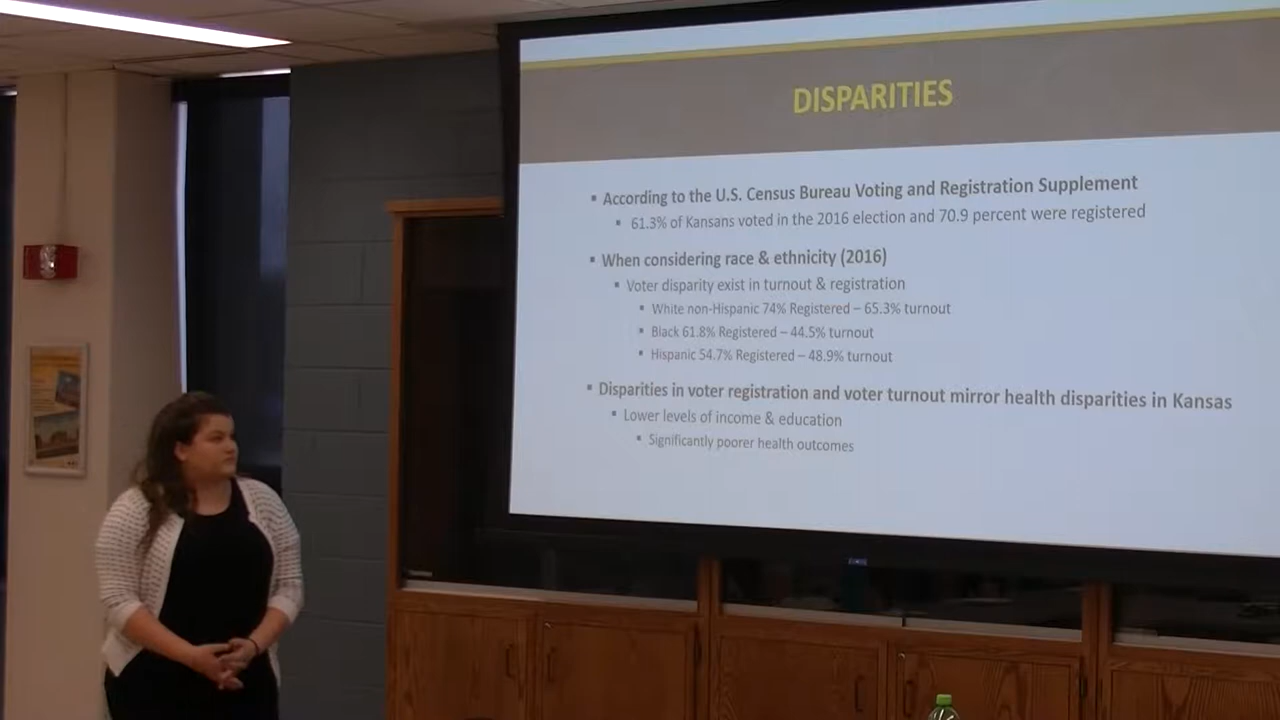 DISPARITIES
▪ According to the U.S. Census Bureau Voting and Registration Supplement
▪ 61.3% of Kansans voted in the 2016 election and 70.9 percent were registered
▪ When considering race & ethnicity (2016)
▪ Voter disparity exist in turnout & registration
▪ White non-Hispanic 74% Registered – 65.3% turnout
▪ Black 61.8% Registered – 44.5% turnout
▪ Hispanic 54.7% Registered – 48.9% turnout
▪ Disparities in voter registration and voter turnout mirror health disparities in Kansas
▪ Lower levels of income & education
▪ Significantly poorer health outcomes